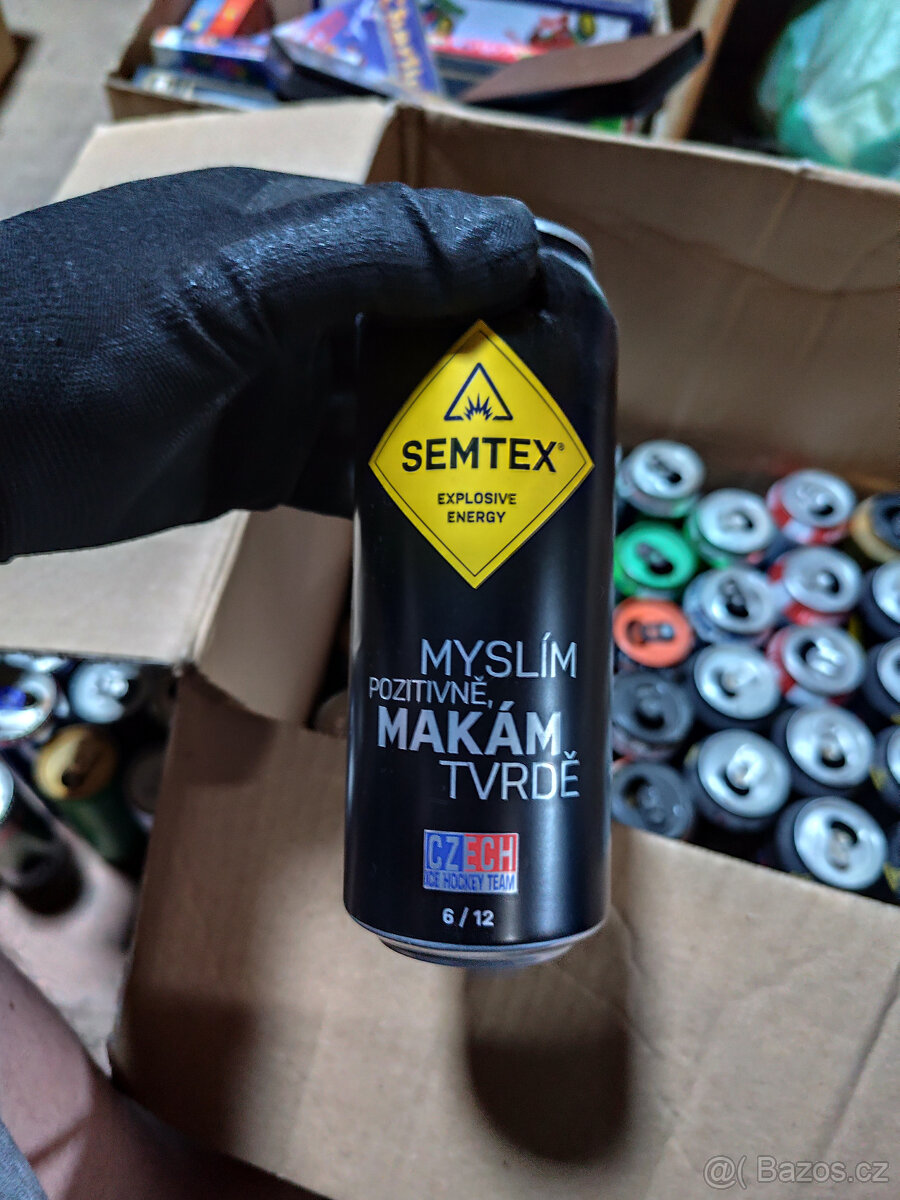 SEMTEX®
EXPLOSIVE
ENERGY
MYSLÍM
POZITIVNĚ,
MAKÁM
TVRDĚ
CZECH
ICE HOCKEY TEAM
6 / 12
@( Bazos.cz